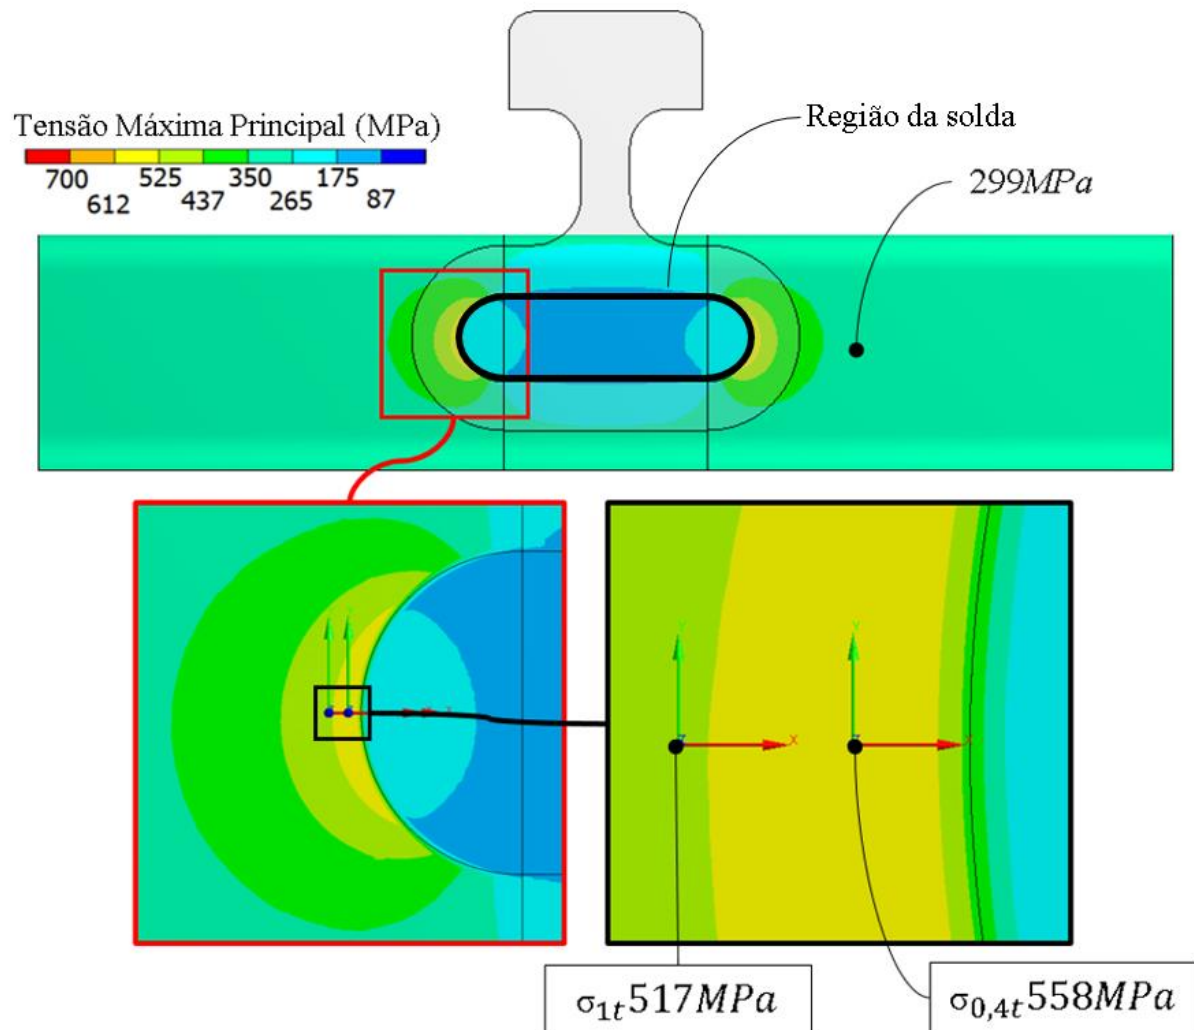 Tensão Máxima Principal (MPa)
700 525 350 175
612 437 265 87
Região da solda
299MPa
σ1t517MPa
σ0,4t558MPa